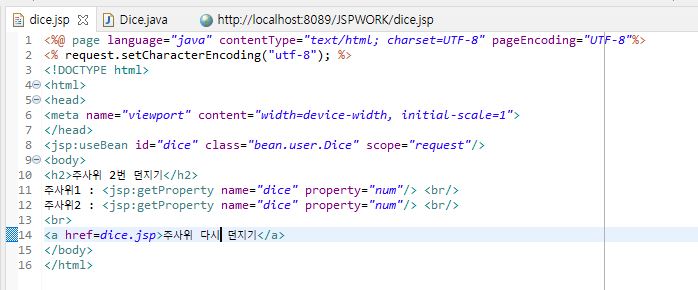 dice.jsp Dice.java http://localhost:8089/JSPWORK/dice.jsp
1 <%@ page language="java" contentType="text/html; charset=UTF-8" pageEncoding="UTF-8"%>
2 <% request.setCharacterEncoding("utf-8"); %>
3 <!DOCTYPE html>
4 <html>
5 <head>
6 <meta name="viewport" content="width=device-width, initial-scale=1">
7 </head>
8 <jsp:useBean id="dice" class="bean.user.Dice" scope="request"/>
9 <body>
10 <h2>주사위 2번 던지기</h2>
11 주사위1 : <jsp:getProperty name="dice" property="num"/> <br/>
12 주사위2 : <jsp:getProperty name="dice" property="num"/> <br/>
13 <br>
14 <a href=dice.jsp>주사위 다시 던지기</a>
15 </body>
16 </html>